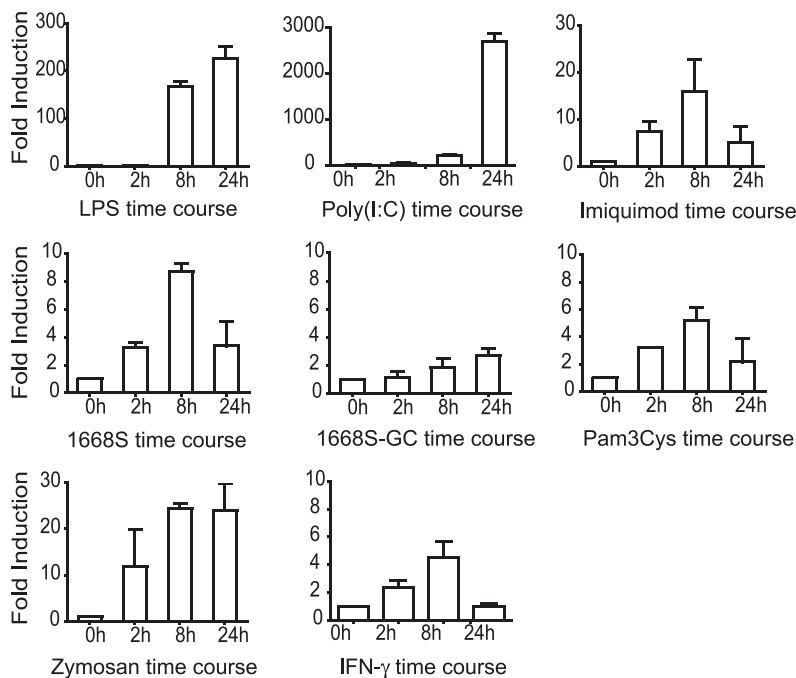 Fold Induction
300
200
100
0
0h 2h 8h 24h
LPS time course
3000
2000
1000
0
0h 2h 8h 24h
Poly(I:C) time course
30
20
10
0
0h 2h 8h 24h
Imiquimod time course
Fold Induction
10
8
6
4
2
0
0h 2h 8h 24h
1668S time course
10
8
6
4
2
0
0h 2h 8h 24h
1668S-GC time course
10
8
6
4
2
0
0h 2h 8h 24h
Pam3Cys time course
Fold Induction
30
20
10
0
0h 2h 8h 24h
Zymosan time course
10
8
6
4
2
0
0h 2h 8h 24h
IFN-γ time course